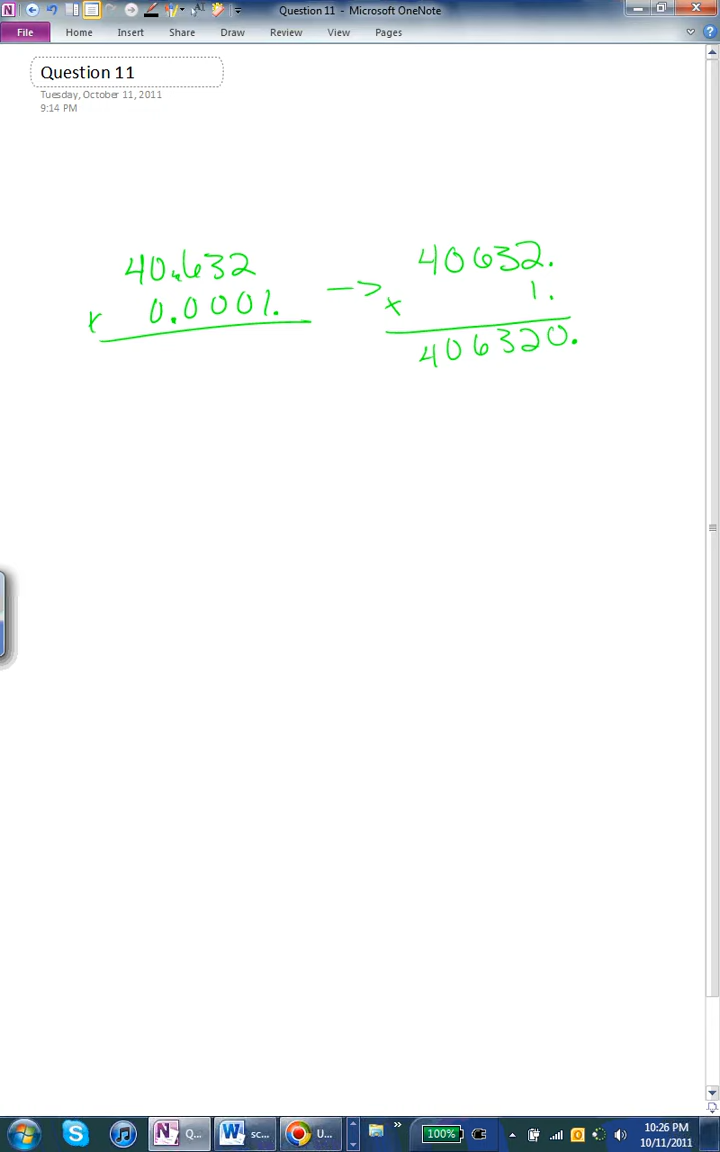 Question 11 - Microsoft OneNote
File Home Insert Share Draw Review View Pages
Question 11
Tuesday, October 11, 2011
9:14 PM
40.632
x 0.0001.
->
40632.
x 1.
406320.
100%
Q...
sc...
U...
10:26 PM
10/11/2011